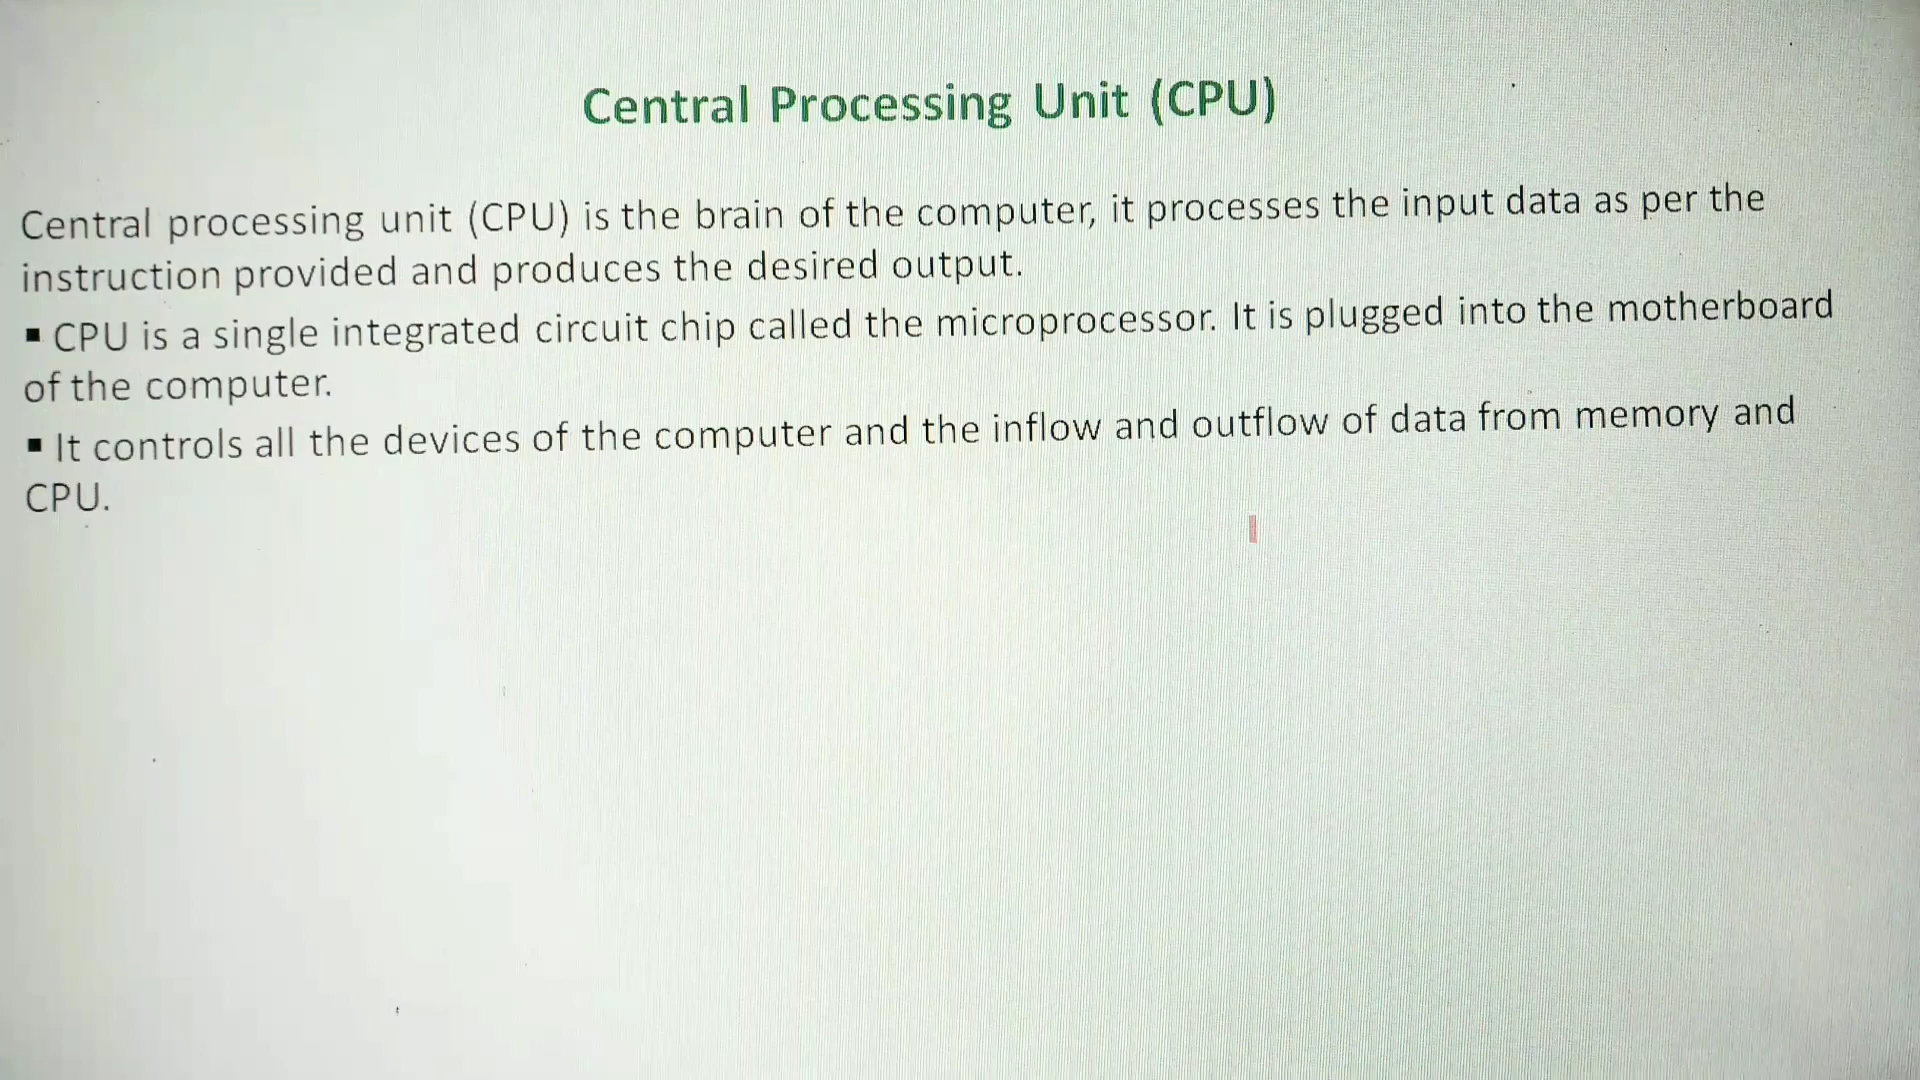 Central Processing Unit (CPU)
Central processing unit (CPU) is the brain of the computer, it processes the input data as per the
instruction provided and produces the desired output.
▪ CPU is a single integrated circuit chip called the microprocessor. It is plugged into the motherboard
of the computer.
▪ It controls all the devices of the computer and the inflow and outflow of data from memory and
CPU.